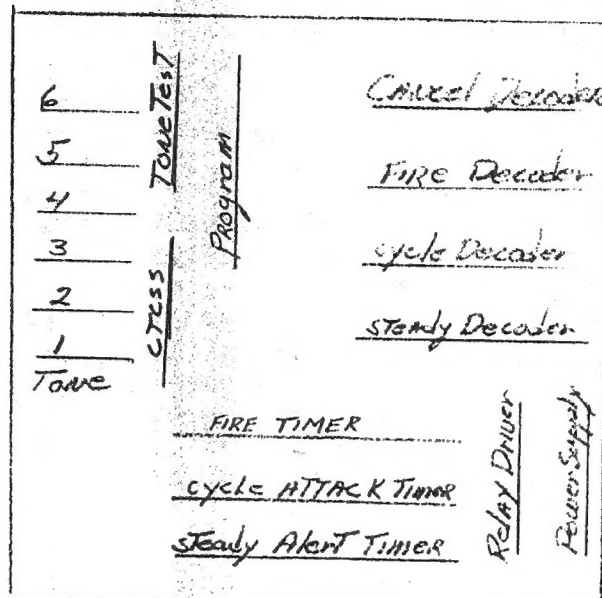 6
5
4
3
2
1
Tone
ToneTesT
CTCSS
Program
Cancel Decoder
FIRE Decoder
cycle Decoder
STEAdy Decoder
FIRE TIMER
cycle ATTACK TIMER
steady Alert TIMER
RelAy Driver
Power Supply